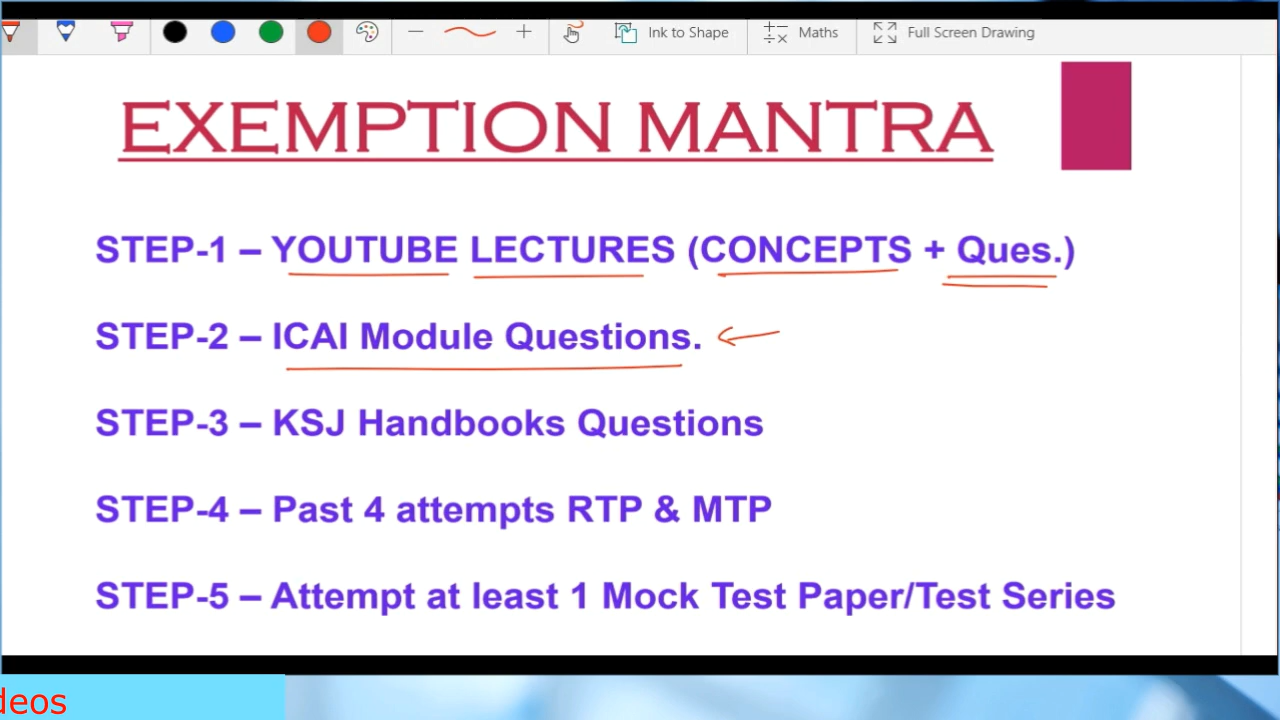 Ink to Shape Maths Full Screen Drawing
EXEMPTION MANTRA
STEP-1 – YOUTUBE LECTURES (CONCEPTS + Ques.)
STEP-2 – ICAI Module Questions.
STEP-3 – KSJ Handbooks Questions
STEP-4 – Past 4 attempts RTP & MTP
STEP-5 – Attempt at least 1 Mock Test Paper/Test Series
deos